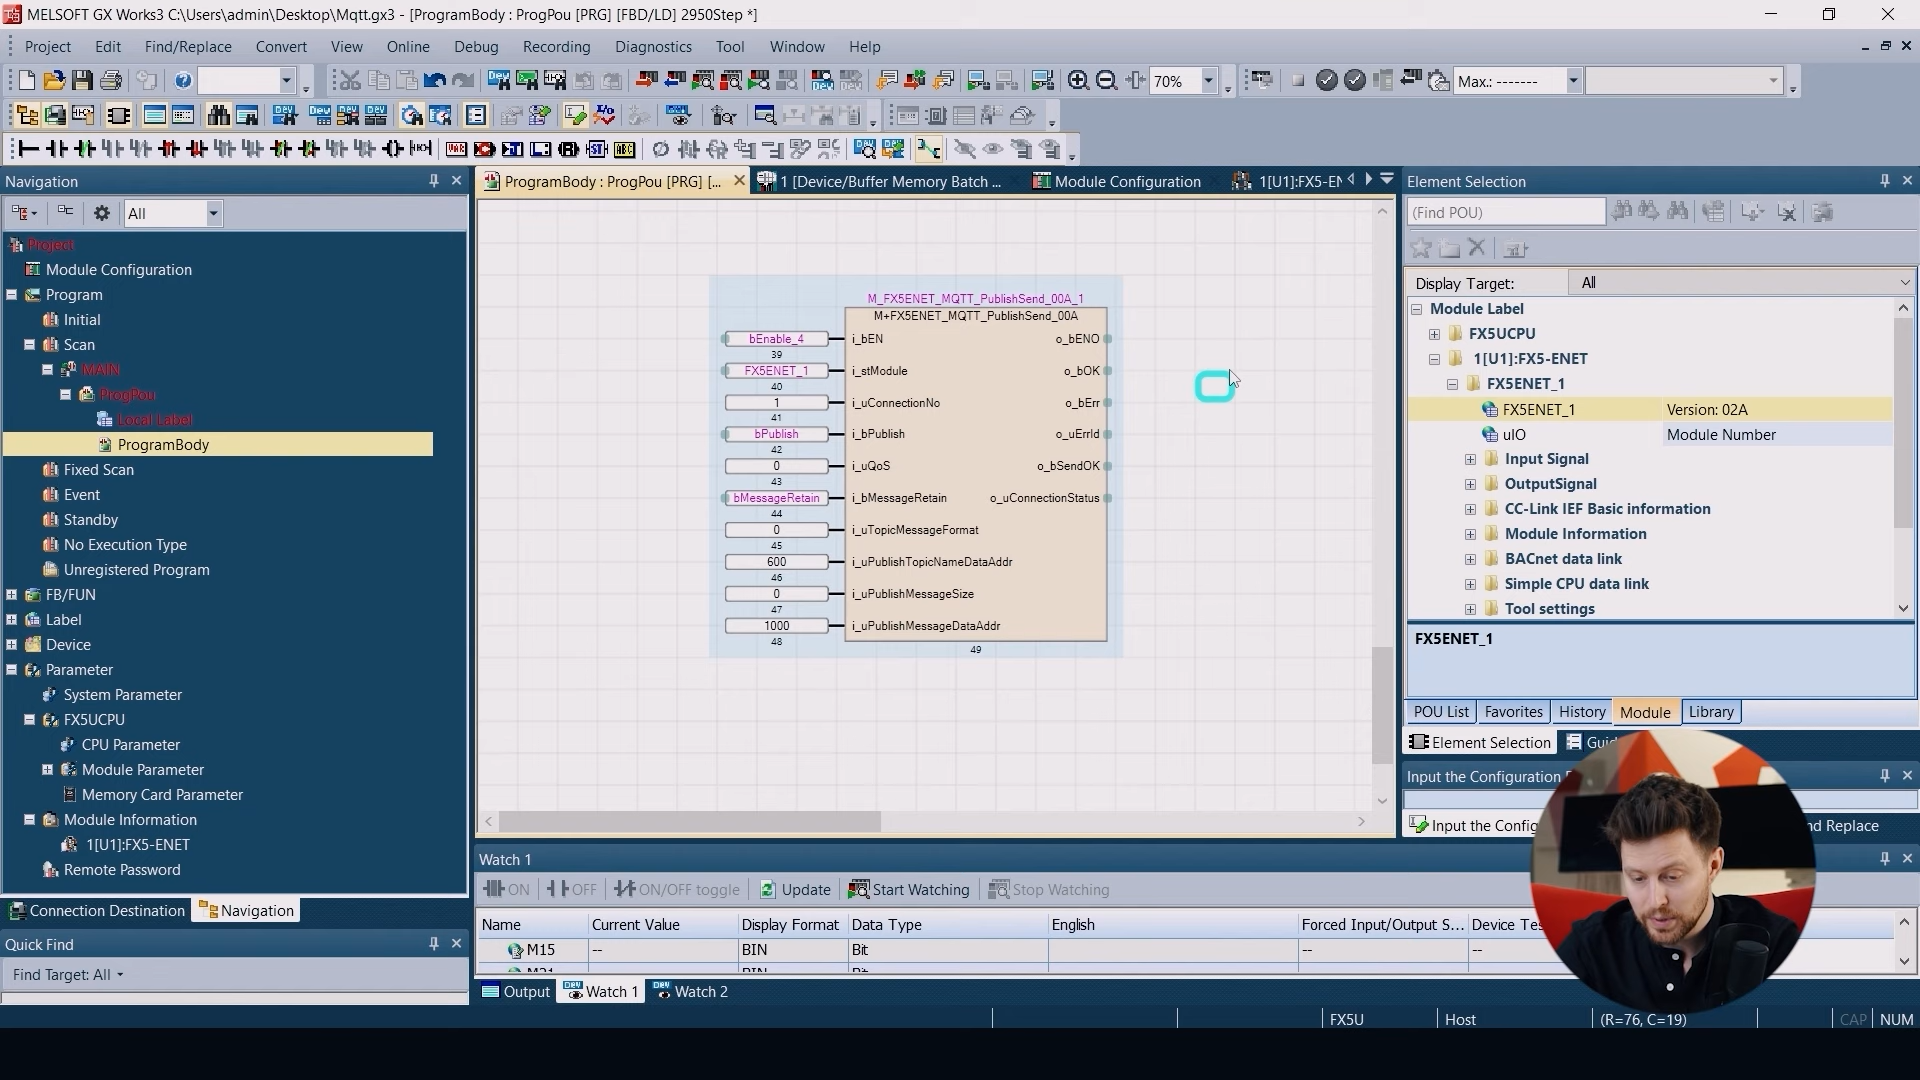 MELSOFT GX Works3 C:\Users\admin\Desktop\Mqtt.gx3 - [ProgramBody : ProgPou [PRG] [FBD/LD] 2950Step *]
Project Edit Find/Replace Convert View Online Debug Recording Diagnostics Tool Window Help
70%
Max.: -------
Navigation
All
Project
Module Configuration
Program
Initial
Scan
MAIN
ProgPou
Local Label
ProgramBody
Fixed Scan
Event
Standby
No Execution Type
Unregistered Program
FB/FUN
Label
Device
Parameter
System Parameter
FX5UCPU
CPU Parameter
Module Parameter
Memory Card Parameter
Module Information
1[U1]:FX5-ENET
Remote Password
Connection Destination Navigation
Quick Find
Find Target: All
ProgramBody : ProgPou [PRG] [... 1 [Device/Buffer Memory Batch ... Module Configuration 1[U1]:FX5-EN
M_FX5ENET_MQTT_PublishSend_00A_1
M+FX5ENET_MQTT_PublishSend_00A
bEnable_4 i_bEN o_bENO
39
FX5ENET_1 i_stModule o_bOK
40
1 i_uConnectionNo o_bErr
41
bPublish i_bPublish o_uErrId
42
0 i_uQoS o_bSendOK
43
bMessageRetain i_bMessageRetain o_uConnectionStatus
44
0 i_uTopicMessageFormat
45
600 i_uPublishTopicNameDataAddr
46
0 i_uPublishMessageSize
47
1000 i_uPublishMessageDataAddr
48 49
Element Selection
(Find POU)
Display Target: All
Module Label
FX5UCPU
1[U1]:FX5-ENET
FX5ENET_1
FX5ENET_1 Version: 02A
uIO Module Number
Input Signal
OutputSignal
CC-Link IEF Basic information
Module Information
BACnet data link
Simple CPU data link
Tool settings
FX5ENET_1
POU List Favorites History Module Library
Element Selection Guid
Input the Configuration
Input the Config nd Replace
Watch 1
ON OFF ON/OFF toggle Update Start Watching Stop Watching
Name Current Value Display Format Data Type English Forced Input/Output S... Device Tes
M15 -- BIN Bit -- --
Output Watch 1 Watch 2
FX5U Host (R=76, C=19) CAP NUM